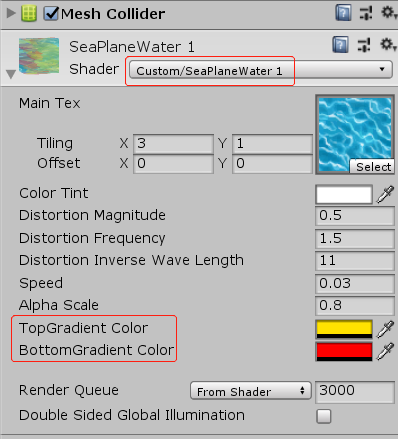 Mesh Collider
SeaPlaneWater 1
Shader Custom/SeaPlaneWater 1
Main Tex
Tiling X 3 Y 1
Offset X 0 Y 0
Select
Color Tint
Distortion Magnitude 0.5
Distortion Frequency 1.5
Distortion Inverse Wave Length 11
Speed 0.03
Alpha Scale 0.8
TopGradient Color
BottomGradient Color
Render Queue From Shader 3000
Double Sided Global Illumination